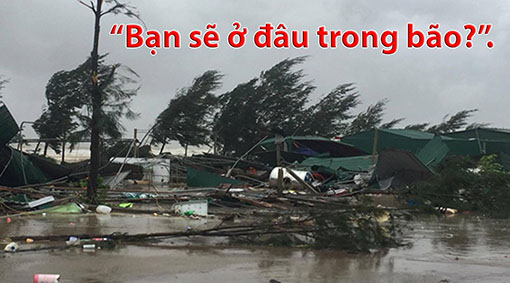 “Bạn sẽ ở đâu trong bão?”.